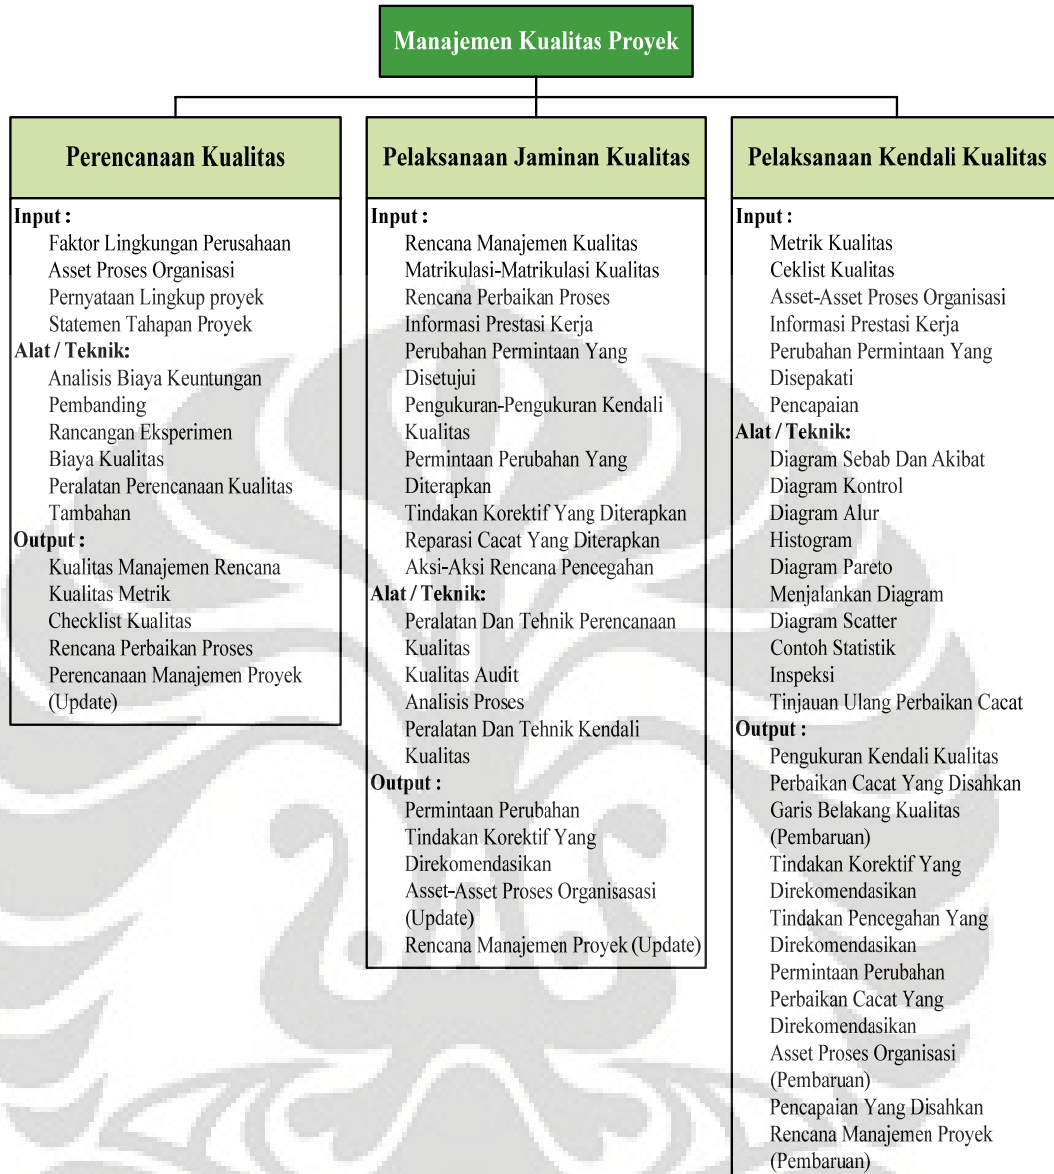 Manajemen Kualitas Proyek
Perencanaan Kualitas
Input :
Faktor Lingkungan Perusahaan
Asset Proses Organisasi
Pernyataan Lingkup proyek
Statemen Tahapan Proyek
Alat / Teknik:
Analisis Biaya Keuntungan
Pembanding
Rancangan Eksperimen
Biaya Kualitas
Peralatan Perencanaan Kualitas
Tambahan
Output :
Kualitas Manajemen Rencana
Kualitas Metrik
Checklist Kualitas
Rencana Perbaikan Proses
Perencanaan Manajemen Proyek
(Update)
Pelaksanaan Jaminan Kualitas
Input :
Rencana Manajemen Kualitas
Matrikulasi-Matrikulasi Kualitas
Rencana Perbaikan Proses
Informasi Prestasi Kerja
Perubahan Permintaan Yang
Disetujui
Pengukuran-Pengukuran Kendali
Kualitas
Permintaan Perubahan Yang
Diterapkan
Tindakan Korektif Yang Diterapkan
Reparasi Cacat Yang Diterapkan
Aksi-Aksi Rencana Pencegahan
Alat / Teknik:
Peralatan Dan Tehnik Perencanaan
Kualitas
Kualitas Audit
Analisis Proses
Peralatan Dan Tehnik Kendali
Kualitas
Output :
Permintaan Perubahan
Tindakan Korektif Yang
Direkomendasikan
Asset-Asset Proses Organisasasi
(Update)
Rencana Manajemen Proyek (Update)
Pelaksanaan Kendali Kualitas
Input :
Metrik Kualitas
Ceklist Kualitas
Asset-Asset Proses Organisasi
Informasi Prestasi Kerja
Perubahan Permintaan Yang
Disepakati
Pencapaian
Alat / Teknik:
Diagram Sebab Dan Akibat
Diagram Kontrol
Diagram Alur
Histogram
Diagram Pareto
Menjalankan Diagram
Diagram Scatter
Contoh Statistik
Inspeksi
Tinjauan Ulang Perbaikan Cacat
Output :
Pengukuran Kendali Kualitas
Perbaikan Cacat Yang Disahkan
Garis Belakang Kualitas
(Pembaruan)
Tindakan Korektif Yang
Direkomendasikan
Tindakan Pencegahan Yang
Direkomendasikan
Permintaan Perubahan
Perbaikan Cacat Yang
Direkomendasikan
Asset Proses Organisasi
(Pembaruan)
Pencapaian Yang Disahkan
Rencana Manajemen Proyek
(Pembaruan)